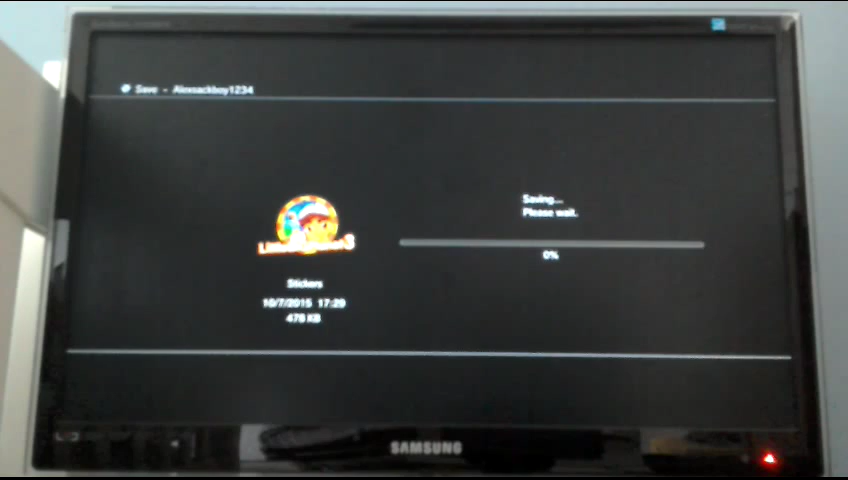 Save - Alexsackboy1234
Saving...
Please wait.
0%
Stickers
10/7/2015 17:29
478 KB
SAMSUNG